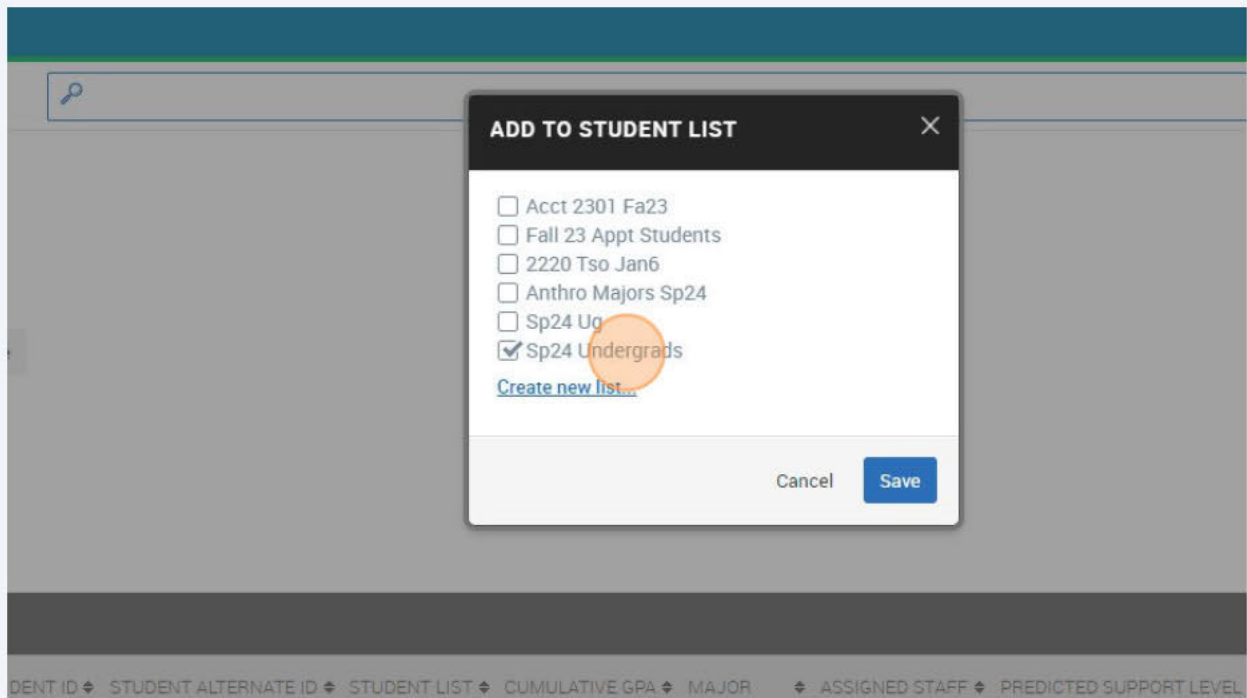 ADD TO STUDENT LIST
Acct 2301 Fa23
Fall 23 Appt Students
2220 Tso Jan6
Anthro Majors Sp24
Sp24 Ug
Sp24 Undergrads
Create new list...
Cancel Save
DENT ID STUDENT ALTERNATE ID STUDENT LIST CUMULATIVE GPA MAJOR ASSIGNED STAFF PREDICTED SUPPORT LEVEL